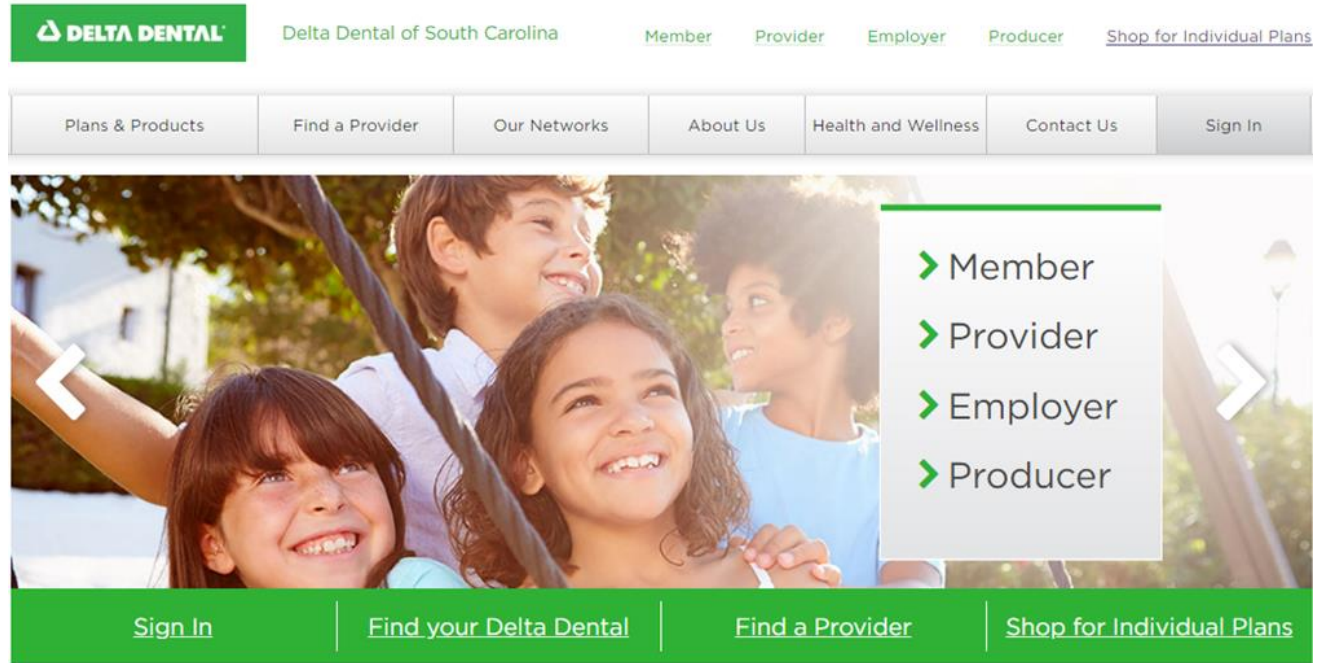 DELTA DENTAL Delta Dental of South Carolina Member Provider Employer Producer Shop for Individual Plans
Plans & Products Find a Provider Our Networks About Us Health and Wellness Contact Us Sign In
Member
Provider
Employer
Producer
Sign In Find your Delta Dental Find a Provider Shop for Individual Plans